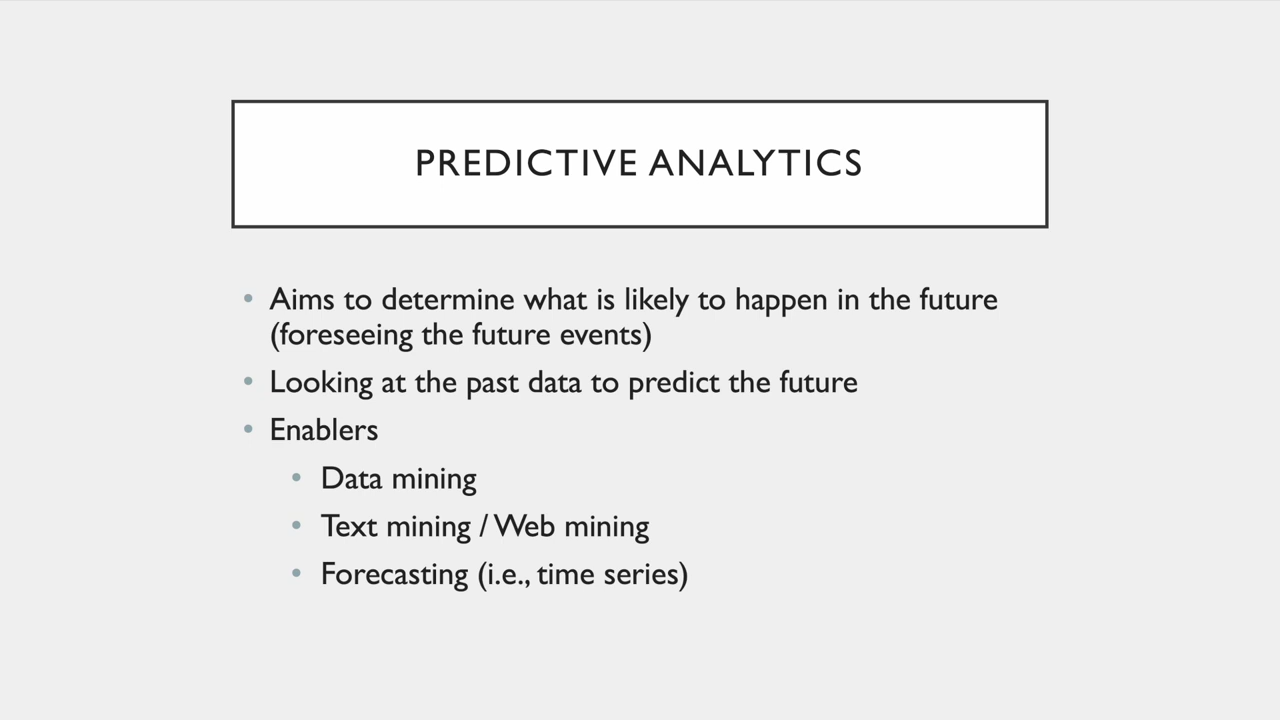 PREDICTIVE ANALYTICS
• Aims to determine what is likely to happen in the future
(foreseeing the future events)
• Looking at the past data to predict the future
• Enablers
• Data mining
• Text mining / Web mining
• Forecasting (i.e., time series)